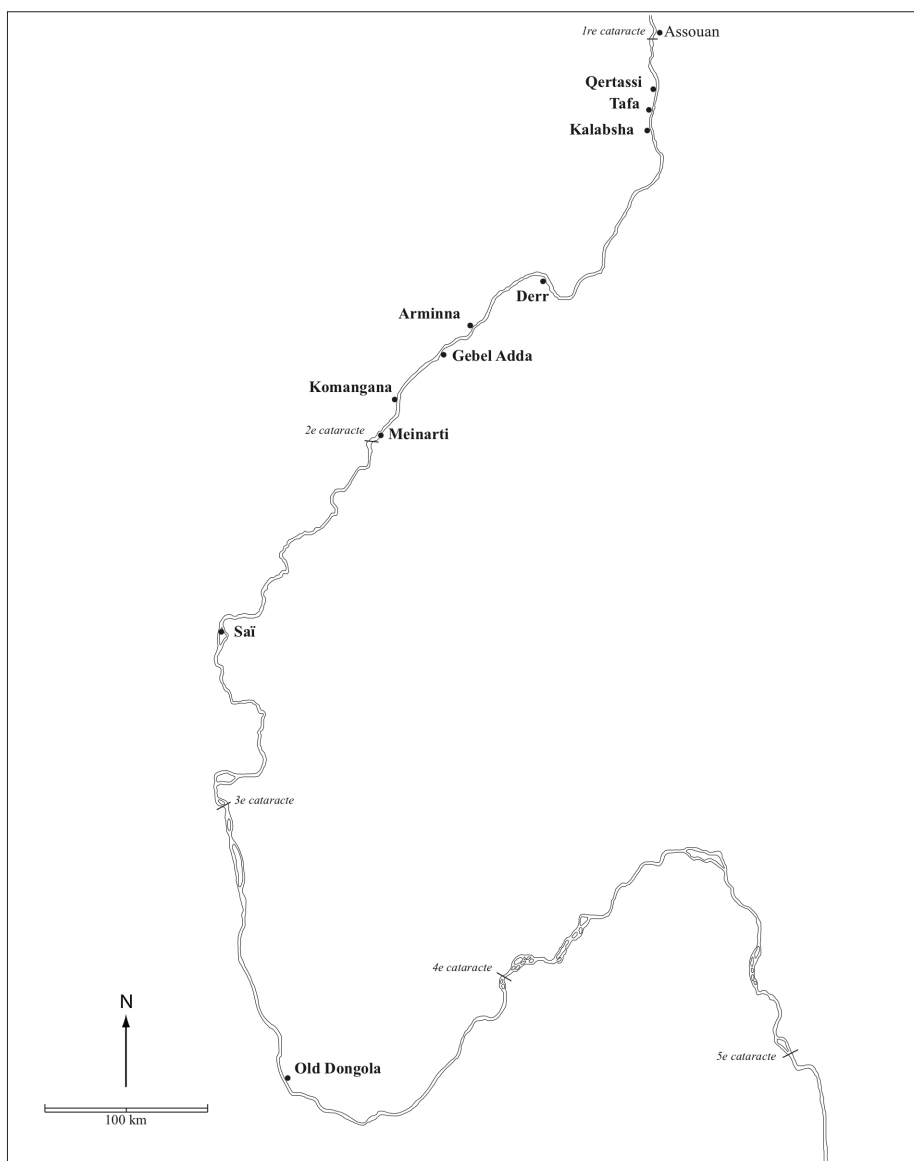 1re cataracte
Assouan
Qertassi
Tafa
Kalabsha
Derr
Arminna
Gebel Adda
Komangana
2e cataracte
Meinarti
Saï
3e cataracte
4e cataracte
N
5e cataracte
Old Dongola
100 km